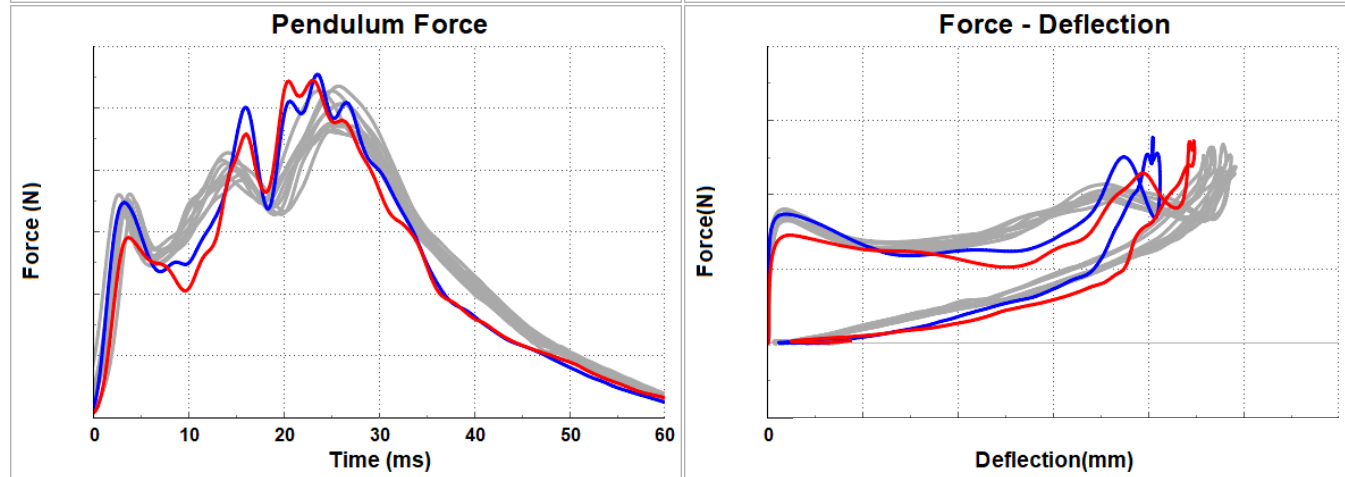 Pendulum Force
Force (N)
0 10 20 30 40 50 60
Time (ms)
Force - Deflection
Force(N)
0
Deflection(mm)